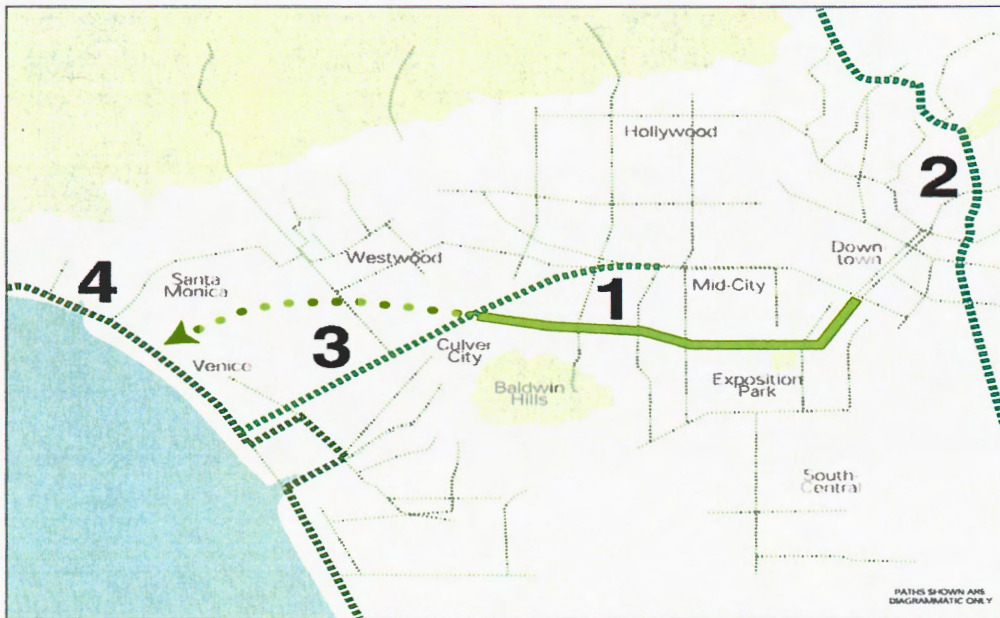 Hollywood
2
Down
town
Westwood
4
Santa
Monica
1
Mid-City
3
Culver
City
Venice
Baldwin
Hills
Exposition
Park
South-
Central
PATHS SHOWN ARE
DIAGRAMMATIC ONLY